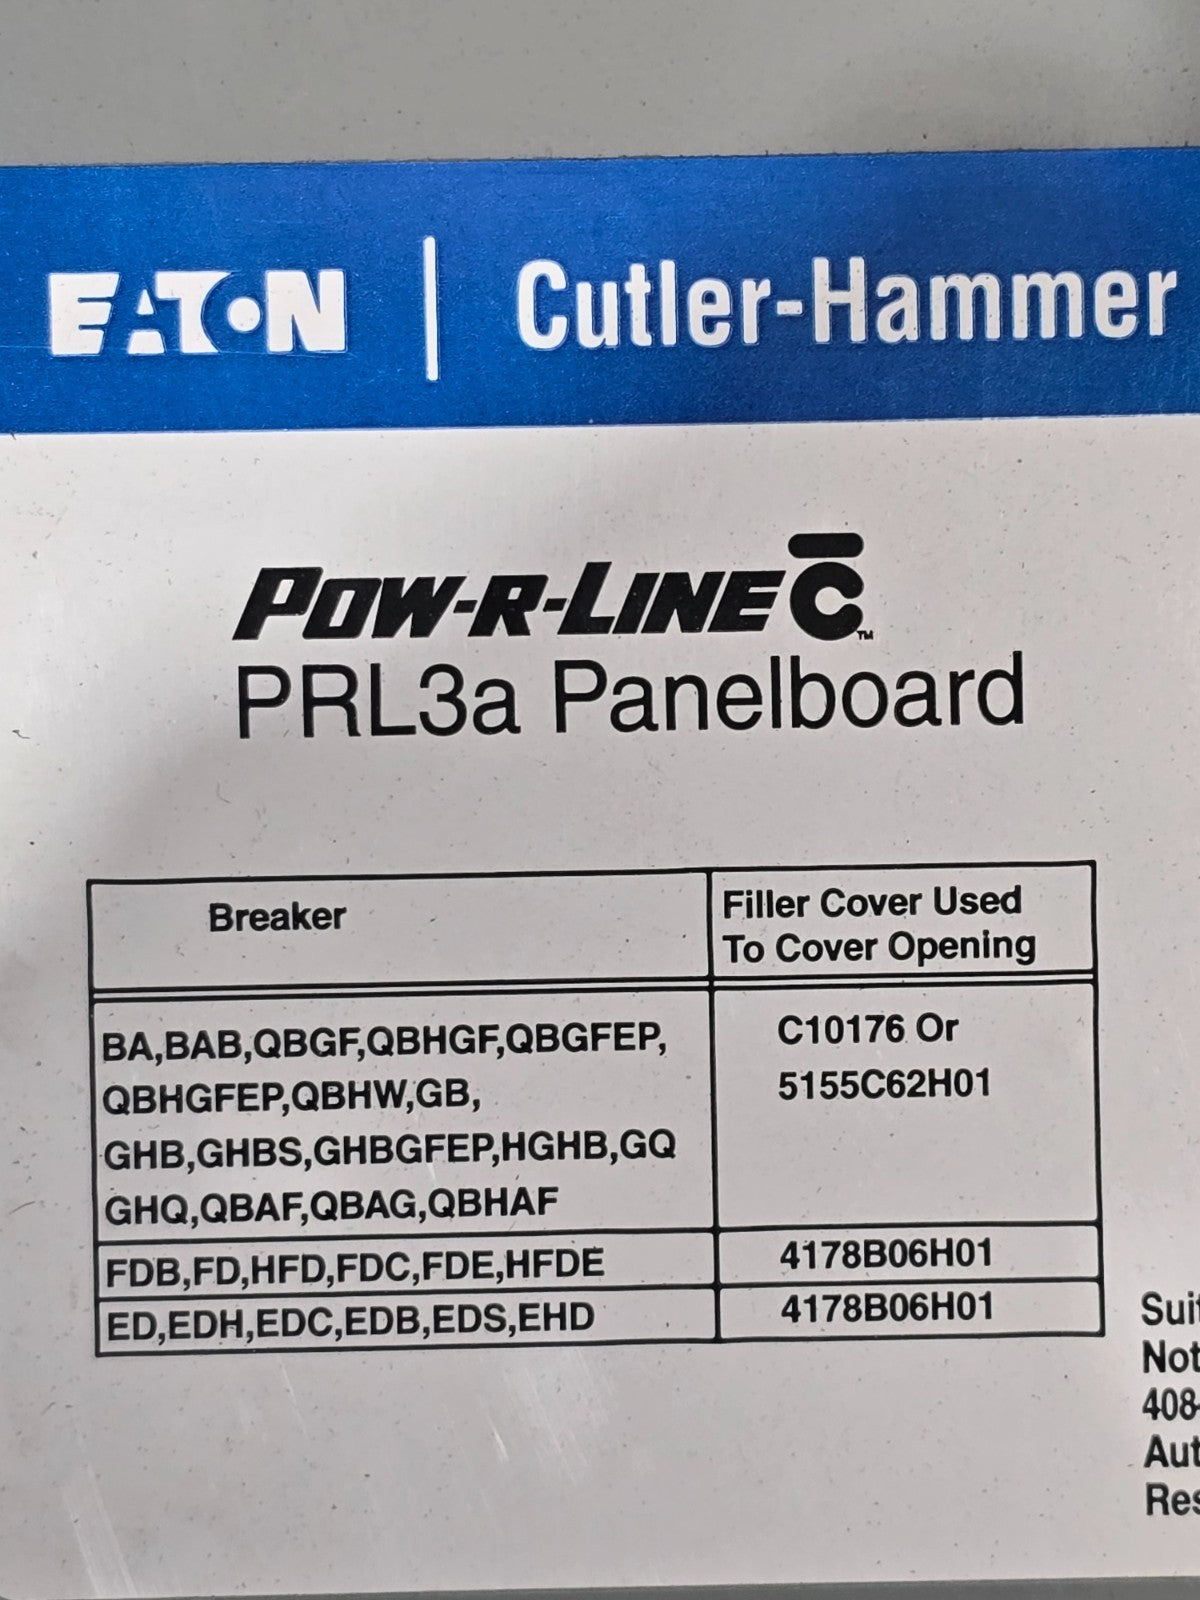 EATON | Cutler-Hammer
POW-R-LINE C™
PRL3a Panelboard
Breaker
Filler Cover Used
To Cover Opening
BA,BAB,QBGF,QBHGF,QBGFEP,
QBHGFEP,QBHW,GB,
GHB,GHBS,GHBGFEP,HGHB,GQ
GHQ,QBAF,QBAG,QBHAF
C10176 Or
5155C62H01
FDB,FD,HFD,FDC,FDE,HFDE
4178B06H01
ED,EDH,EDC,EDB,EDS,EHD
4178B06H01
408-